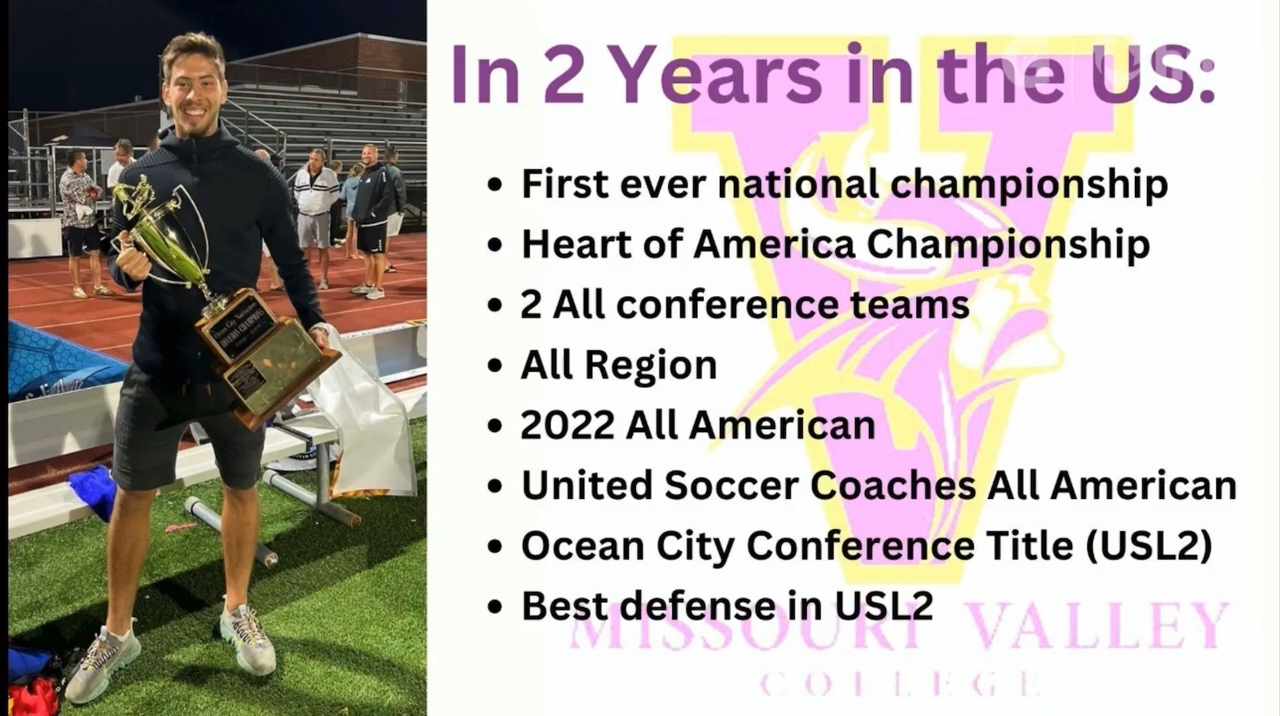 In 2 Years in the US:
First ever national championship
Heart of America Championship
2 All conference teams
All Region
2022 All American
United Soccer Coaches All American
Ocean City Conference Title (USL2)
Best defense in USL2
MISSOURI VALLEY
COLLEGE